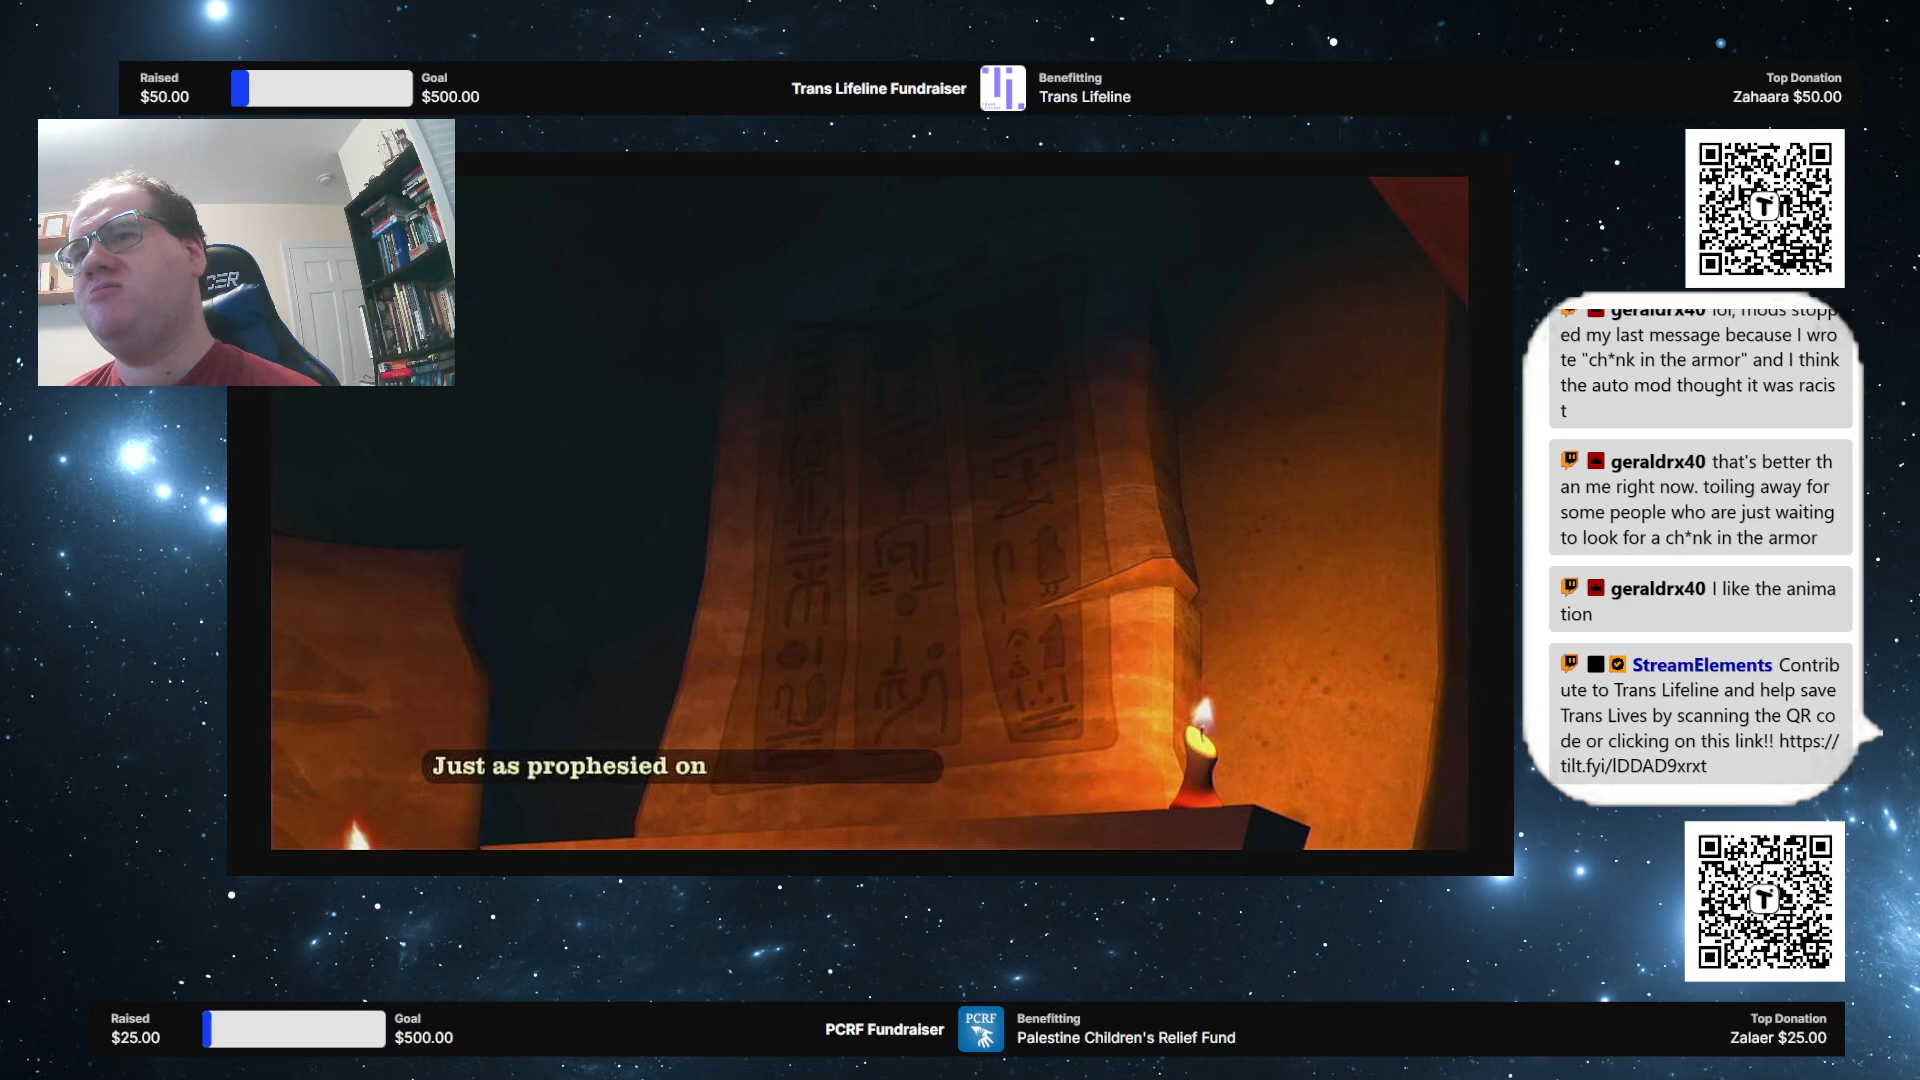 Raised
$50.00
Goal
$500.00
Trans Lifeline Fundraiser
Benefitting
Trans Lifeline
Top Donation
Zahaara $50.00
geraldrx40 lol, mods stopp
ed my last message because I wro
te "ch*nk in the armor" and I think
the auto mod thought it was racis
t
geraldrx40 that's better th
an me right now. toiling away for
some people who are just waiting
to look for a ch*nk in the armor
geraldrx40 I like the anima
tion
StreamElements Contrib
ute to Trans Lifeline and help save
Trans Lives by scanning the QR co
de or clicking on this link!! https://
tilt.fyi/lDDAD9xrxt
Just as prophesied on
Raised
$25.00
Goal
$500.00
PCRF Fundraiser
PCRF
Benefitting
Palestine Children's Relief Fund
Top Donation
Zalaer $25.00